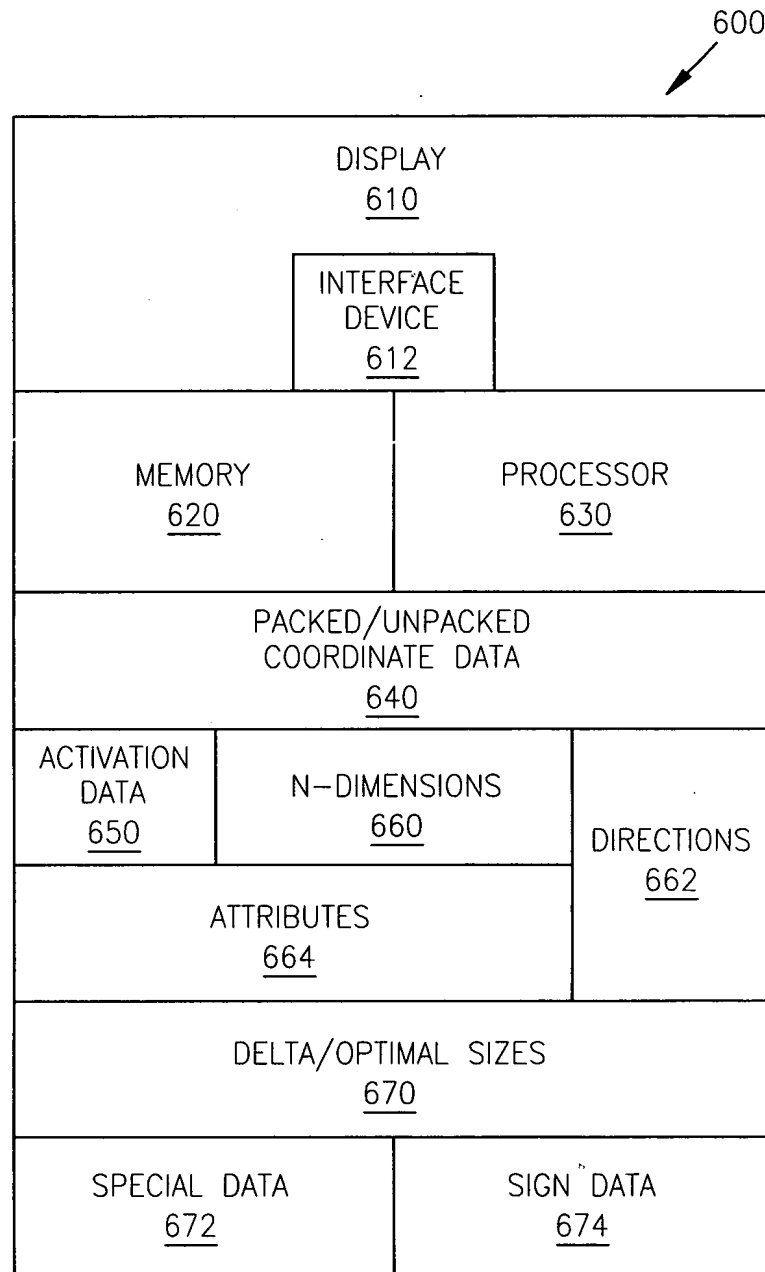 600
DISPLAY
610
INTERFACE
DEVICE
612
MEMORY
620
PROCESSOR
630
PACKED/UNPACKED
COORDINATE DATA
640
ACTIVATION
DATA
650
N-DIMENSIONS
660
DIRECTIONS
662
ATTRIBUTES
664
DELTA/OPTIMAL SIZES
670
SPECIAL DATA
672
SIGN DATA
674